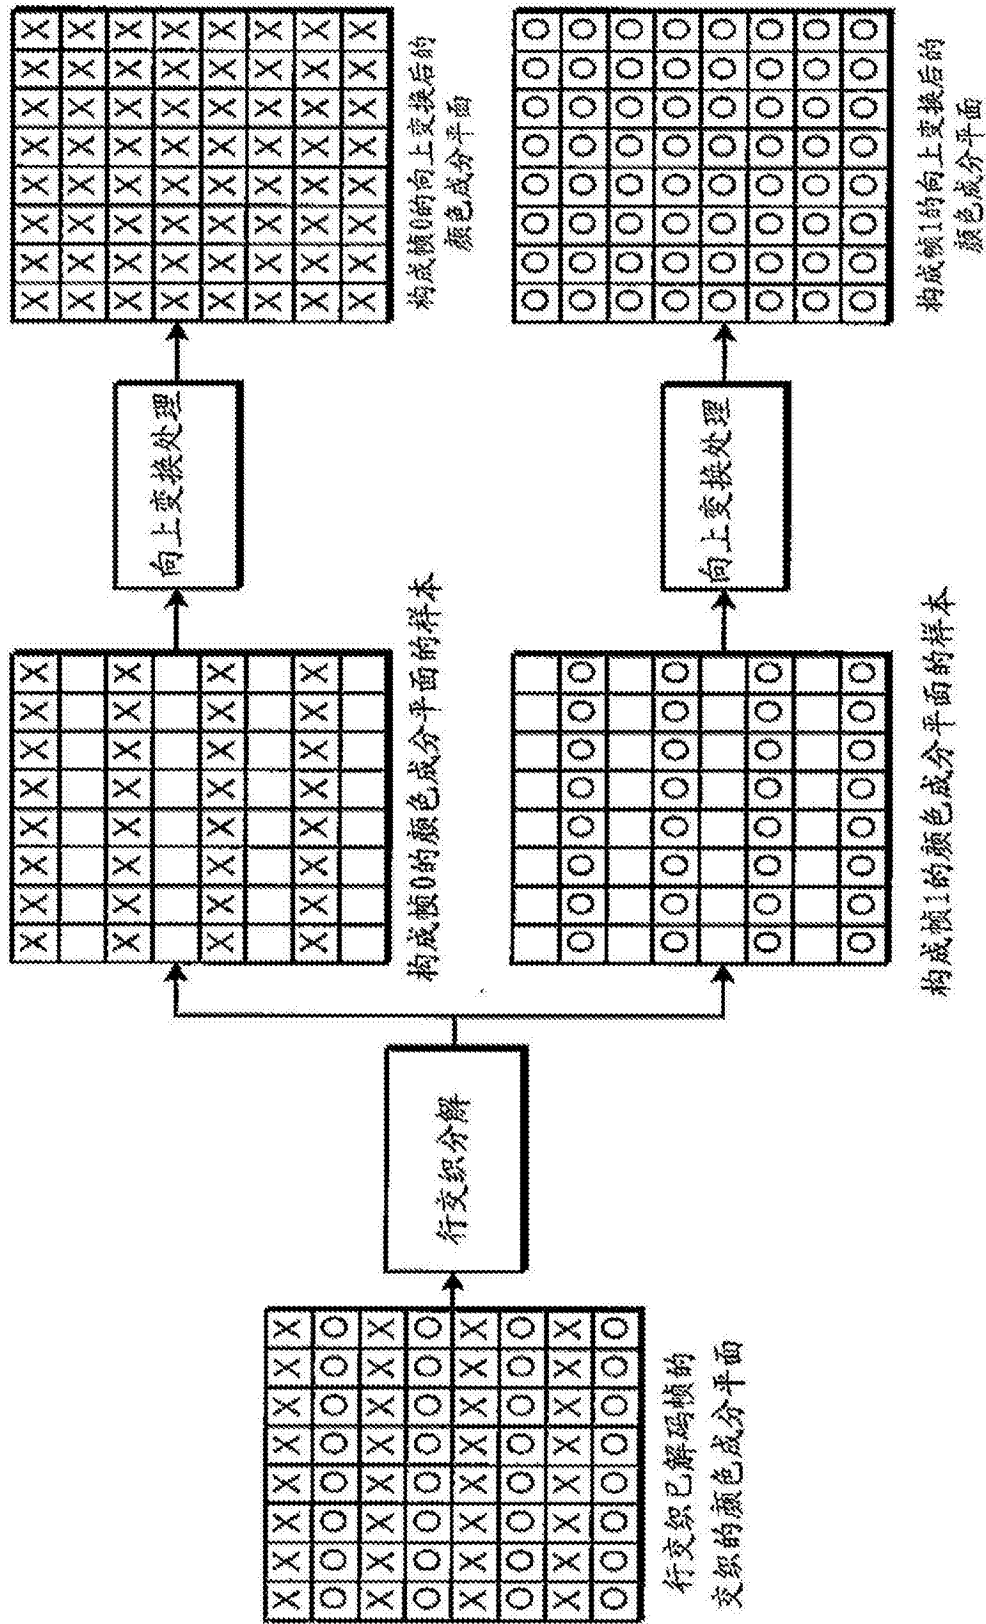 行交织已解码帧的
交织的颜色成分平面
行交织分解
构成帧0的颜色成分平面的样本
向上变换处理
构成帧0的向上变换后的
颜色成分平面
构成帧1的颜色成分平面的样本
向上变换处理
构成帧1的向上变换后的
颜色成分平面